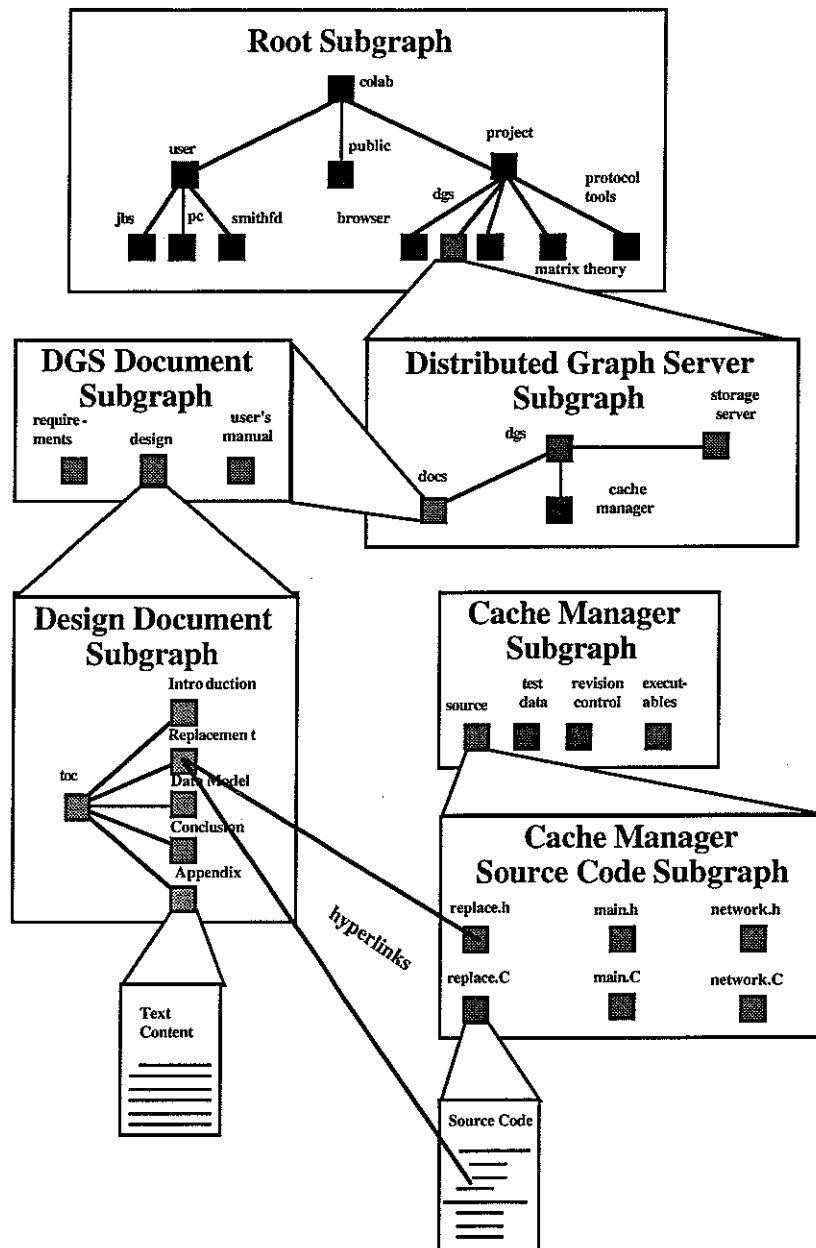 Root Subgraph
colab
user
public
project
jbs
pc
smithfd
browser
dgs
protocol
tools
matrix theory
DGS Document
Subgraph
require-
ments
design
user's
manual
Distributed Graph Server
Subgraph
storage
server
dgs
docs
cache
manager
Design Document
Subgraph
Introduction
Replacement
toc
Data Model
Conclusion
Appendix
Text
Content
Cache Manager
Subgraph
source
test
data
revision
control
execut-
ables
Cache Manager
Source Code Subgraph
replace.h
main.h
network.h
replace.C
main.C
network.C
hyperlinks
Source Code